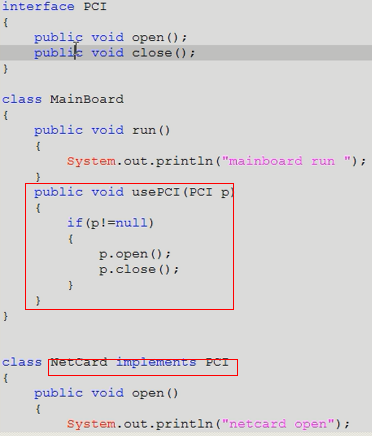 interface PCI
{
public void open();
public void close();
}
class MainBoard
{
public void run()
{
System.out.println("mainboard run ");
}
public void usePCI(PCI p)
{
if(p!=null)
{
p.open();
p.close();
}
}
}
class NetCard implements PCI
{
public void open()
{
System.out.println("netcard open");